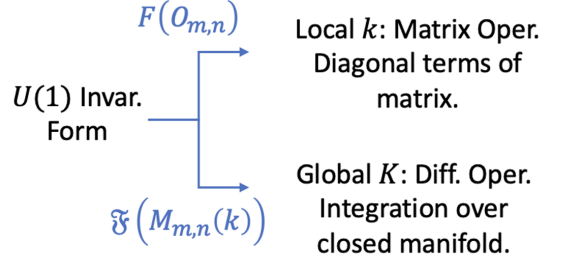 F(O_{m,n})
Local k: Matrix Oper.
Diagonal terms of
matrix.
U(1) Invar.
Form
Global K: Diff. Oper.
Integration over
closed manifold.
𝔉(M_{m,n}(k))